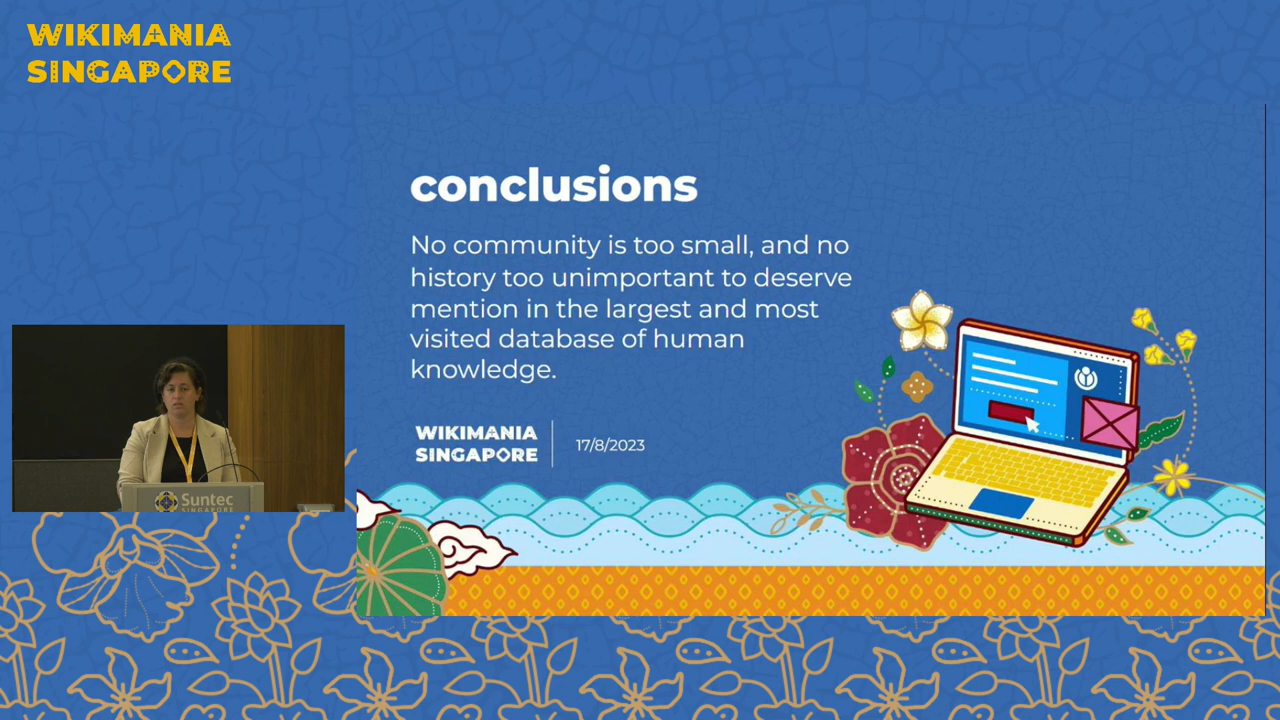 WIKIMANIA
SINGAPORE
conclusions
No community is too small, and no
history too unimportant to deserve
mention in the largest and most
visited database of human
knowledge.
WIKIMANIA
SINGAPORE
17/8/2023
Suntec
SINGAPORE